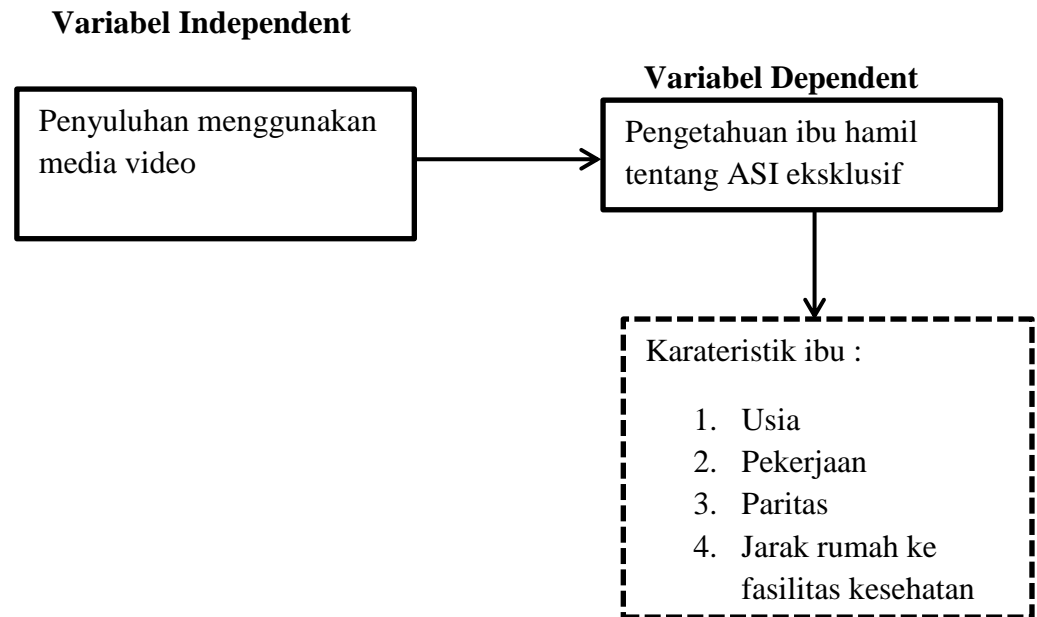 Variabel Independent
Penyuluhan menggunakan
media video
Variabel Dependent
Pengetahuan ibu hamil
tentang ASI eksklusif
Karateristik ibu :
1. Usia
2. Pekerjaan
3. Paritas
4. Jarak rumah ke
fasilitas kesehatan